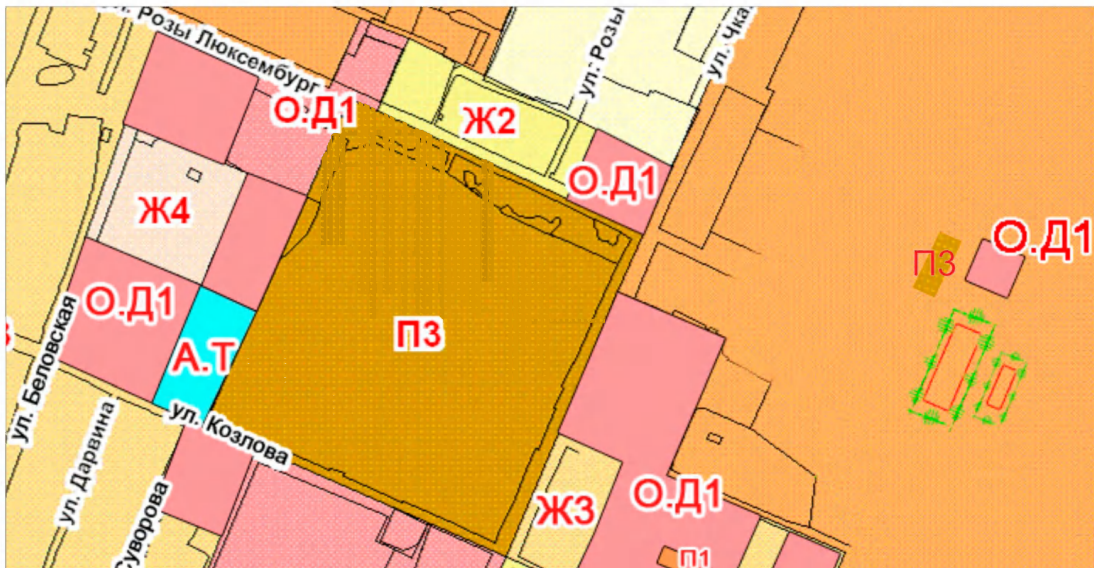 ул. Розы Люксембург
ул. Розы
ул. Чка
О.Д1
Ж2
О.Д1
Ж4
О.Д1
П3
О.Д1
П3
А.Т
ул. Беловская
ул. Козлова
ул. Дарвина
Суворова
Ж3
О.Д1
П1